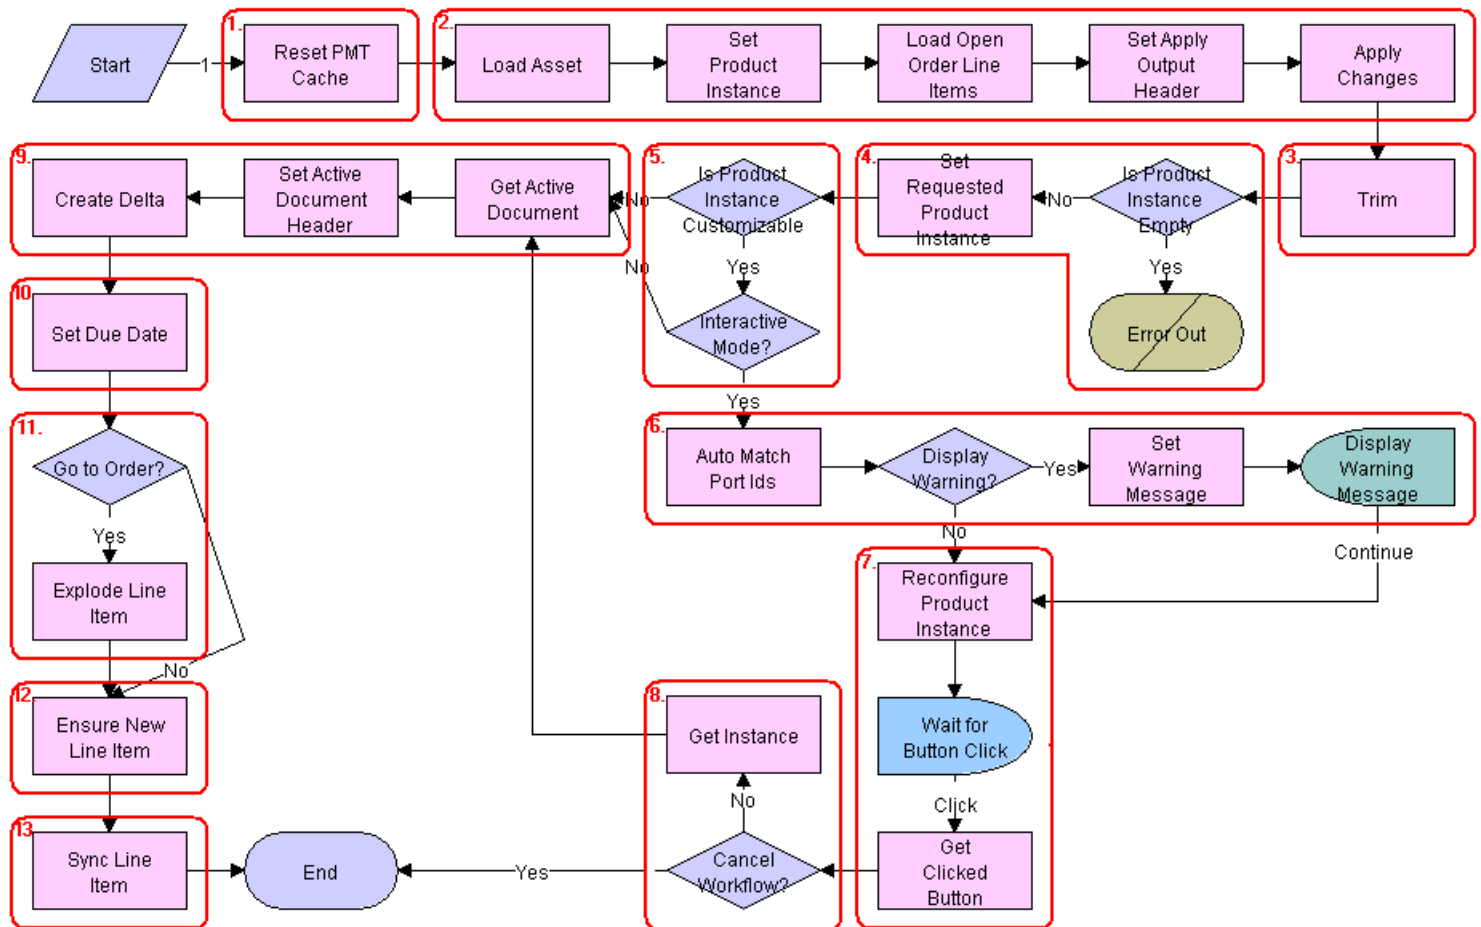 1.
2.
Start
1
Reset PMT
Cache
Load Asset
Set
Product
Instance
Load Open
Order Line
Items
Set Apply
Output
Header
Apply
Changes
9.
5.
4.
3.
Create Delta
Set Active
Document
Header
Get Active
Document
No
Is Product
Instance
Customizable
Set
Requested
Product
Instance
No
Is Product
Instance
Empty
Trim
No
Yes
Yes
10
Set Due Date
Interactive
Mode?
Error Out
Yes
11.
6.
Go to Order?
Auto Match
Port Ids
Display
Warning?
Yes
Set
Warning
Message
Display
Warning
Message
Yes
No
Continue
7.
Explode Line
Item
Reconfigure
Product
Instance
No
12.
8.
Ensure New
Line Item
Get Instance
Wait for
Button Click
No
Click
13
Sync Line
Item
End
Yes
Cancel
Workflow?
Get
Clicked
Button